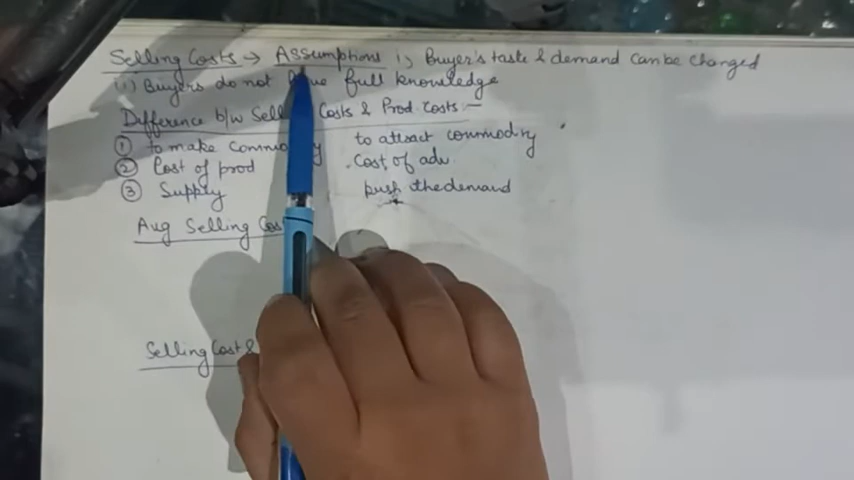 Selling Costs → Assumptions i) Buyer's taste & demand can be changed
(ii) Buyers do not have full knowledge
Difference b/w Sell Costs & Prod Costs :-
① to make commodity to attract commodity
② Cost of prod Cost of adv
③ Supply push the demand
Avg Selling Cos
Selling Cost &